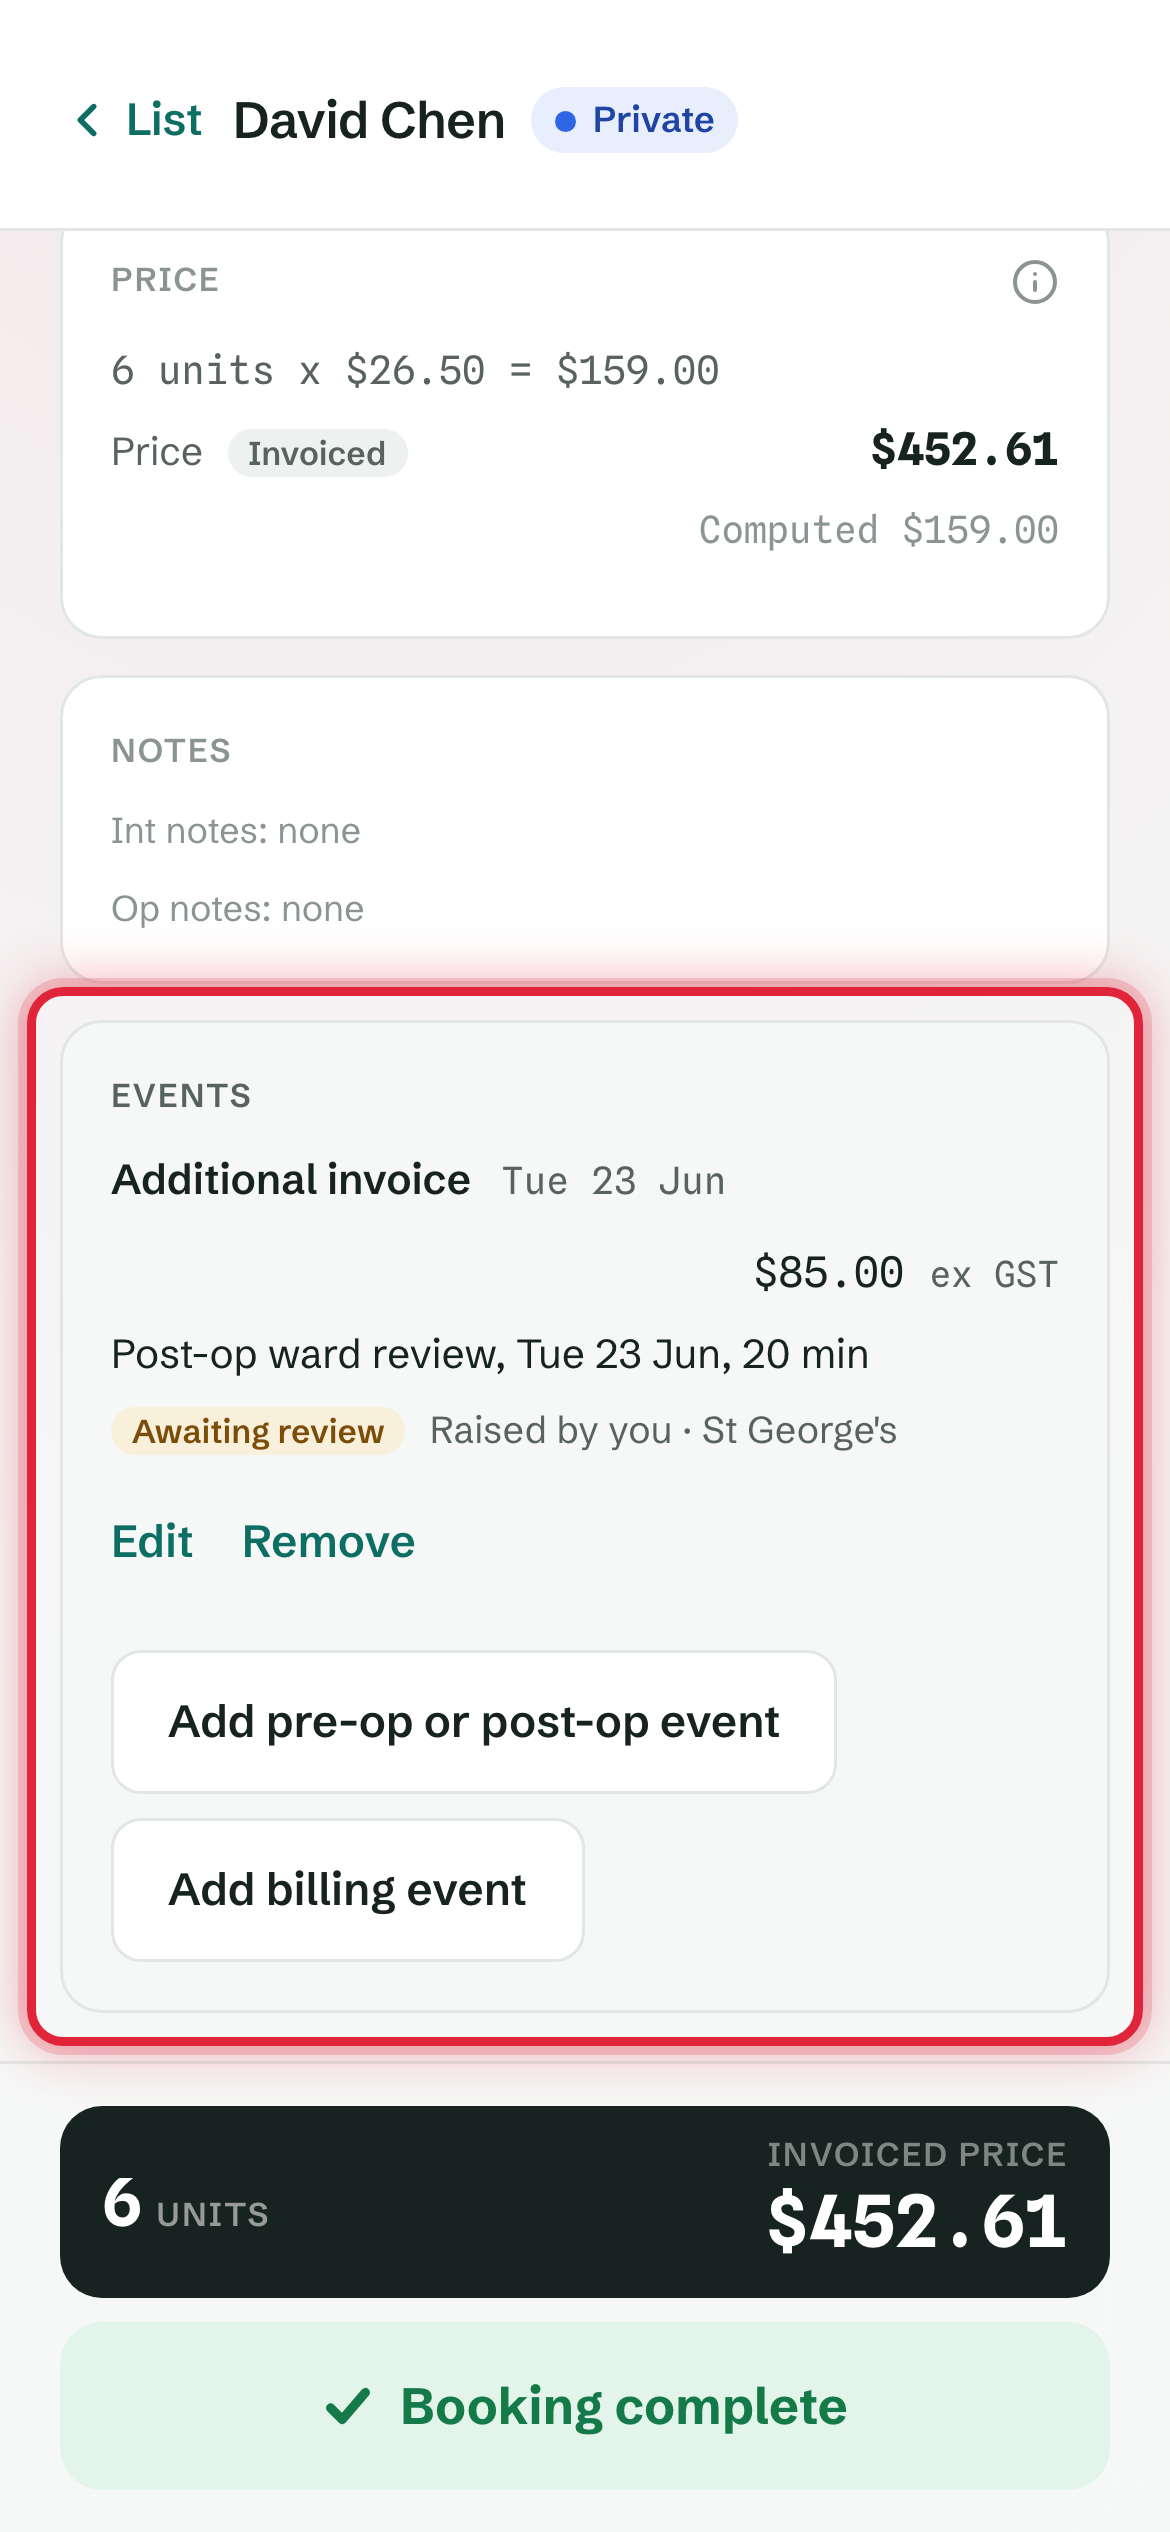 List David Chen Private
PRICE
6 units x $26.50 = $159.00
Price Invoiced $452.61
Computed $159.00
NOTES
Int notes: none
Op notes: none
EVENTS
Additional invoice Tue 23 Jun
$85.00 ex GST
Post-op ward review, Tue 23 Jun, 20 min
Awaiting review Raised by you · St George's
Edit Remove
Add pre-op or post-op event
Add billing event
INVOICED PRICE
6 UNITS $452.61
Booking complete